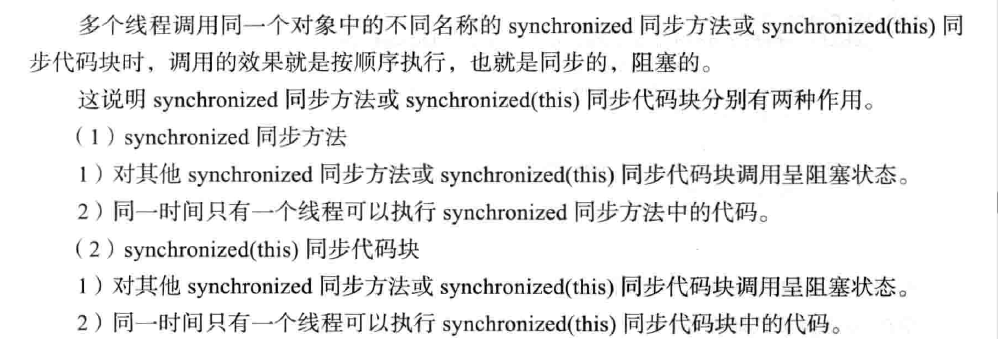 多个线程调用同一个对象中的不同名称的 synchronized 同步方法或 synchronized(this) 同
步代码块时，调用的效果就是按顺序执行，也就是同步的，阻塞的。
这说明 synchronized 同步方法或 synchronized(this) 同步代码块分别有两种作用。
（1）synchronized 同步方法
1）对其他 synchronized 同步方法或 synchronized(this) 同步代码块调用呈阻塞状态。
2）同一时间只有一个线程可以执行 synchronized 同步方法中的代码。
（2）synchronized(this) 同步代码块
1）对其他 synchronized 同步方法或 synchronized(this) 同步代码块调用呈阻塞状态。
2）同一时间只有一个线程可以执行 synchronized(this) 同步代码块中的代码。